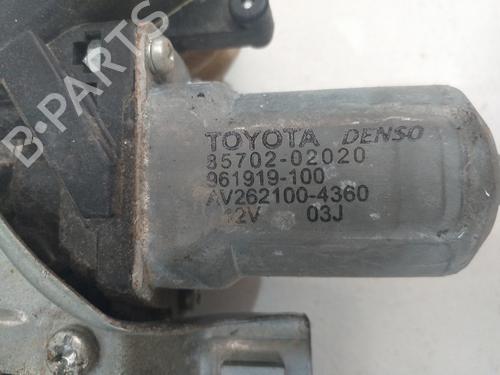 B-PARTS
TOYOTA DENSO
85702-02020
961919-100
AV262100-4360
12V 03J